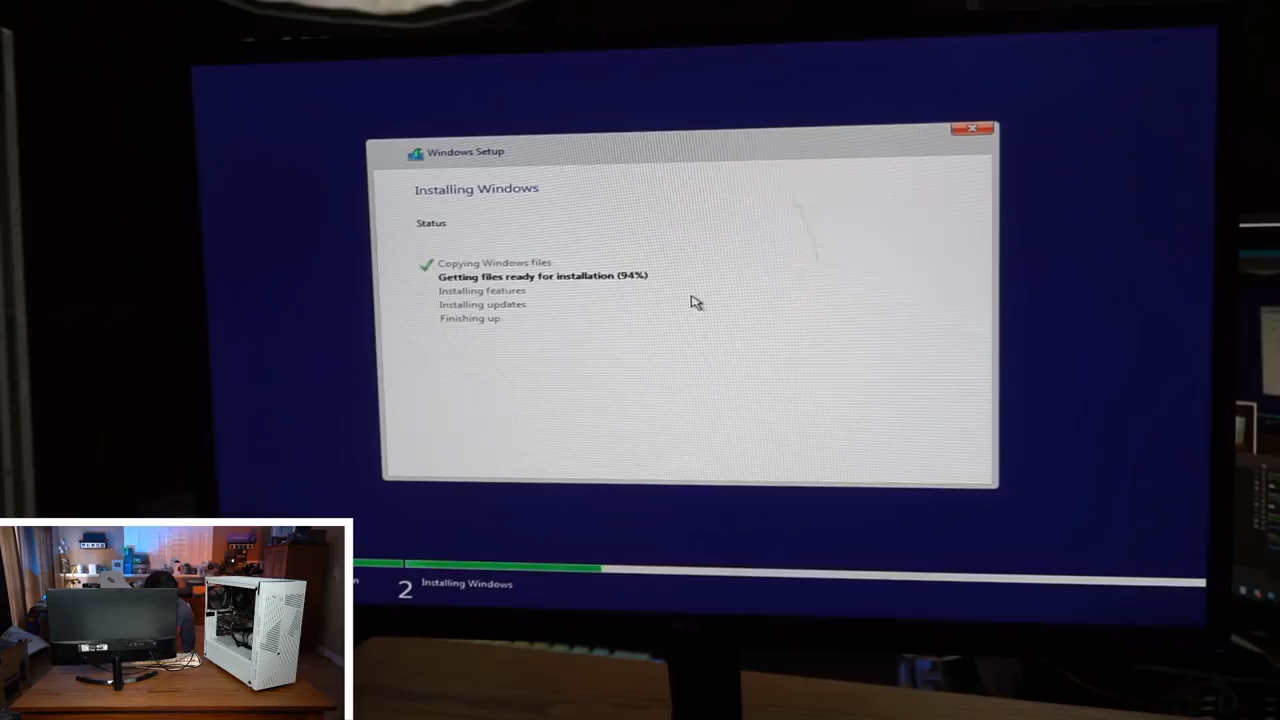 Windows Setup
Installing Windows
Status
Copying Windows files
Getting files ready for installation (94%)
Installing features
Installing updates
Finishing up
2 Installing Windows